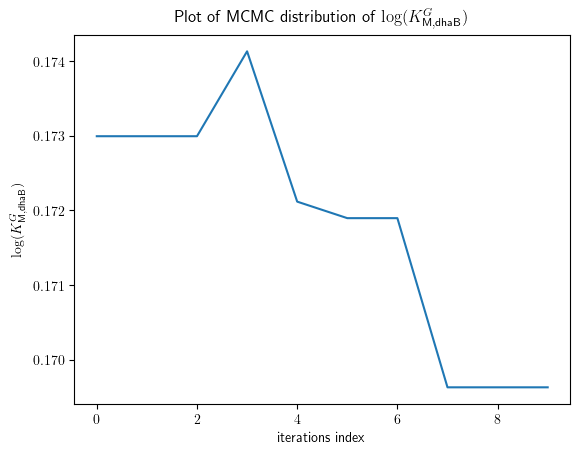 Plot of MCMC distribution of log(K^G_{M,dhaB})
log(K^G_{M,dhaB})
0.174
0.173
0.172
0.171
0.170
0 2 4 6 8
iterations index